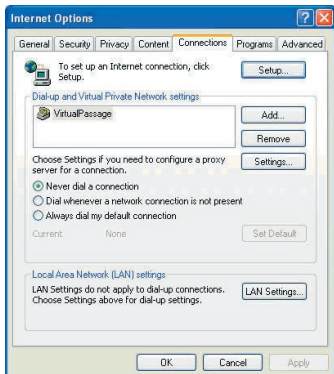 Internet Options
General Security Privacy Content Connections Programs Advanced
To set up an Internet connection, click
Setup.
Setup...
Dial-up and Virtual Private Network settings
VirtualPassage
Add...
Remove
Choose Settings if you need to configure a proxy
server for a connection.
Settings...
Never dial a connection
Dial whenever a network connection is not present
Always dial my default connection
Current None
Set Default
Local Area Network (LAN) settings
LAN Settings do not apply to dial-up connections.
Choose Settings above for dial-up settings.
LAN Settings...
OK Cancel Apply